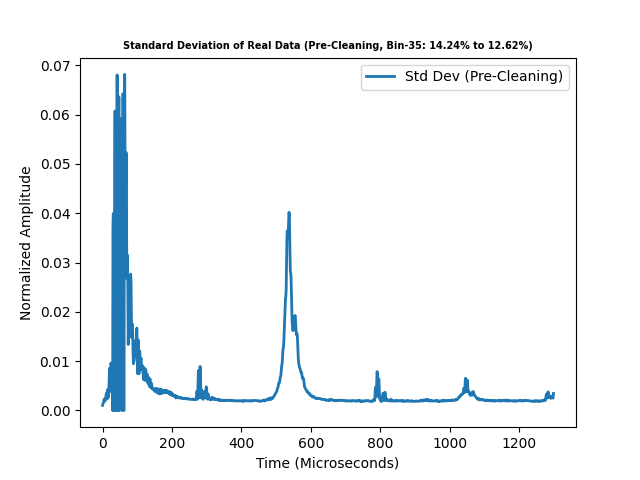 Standard Deviation of Real Data (Pre-Cleaning, Bin-35: 14.24% to 12.62%)
Std Dev (Pre-Cleaning)
Normalized Amplitude
0.07
0.06
0.05
0.04
0.03
0.02
0.01
0.00
0 200 400 600 800 1000 1200
Time (Microseconds)